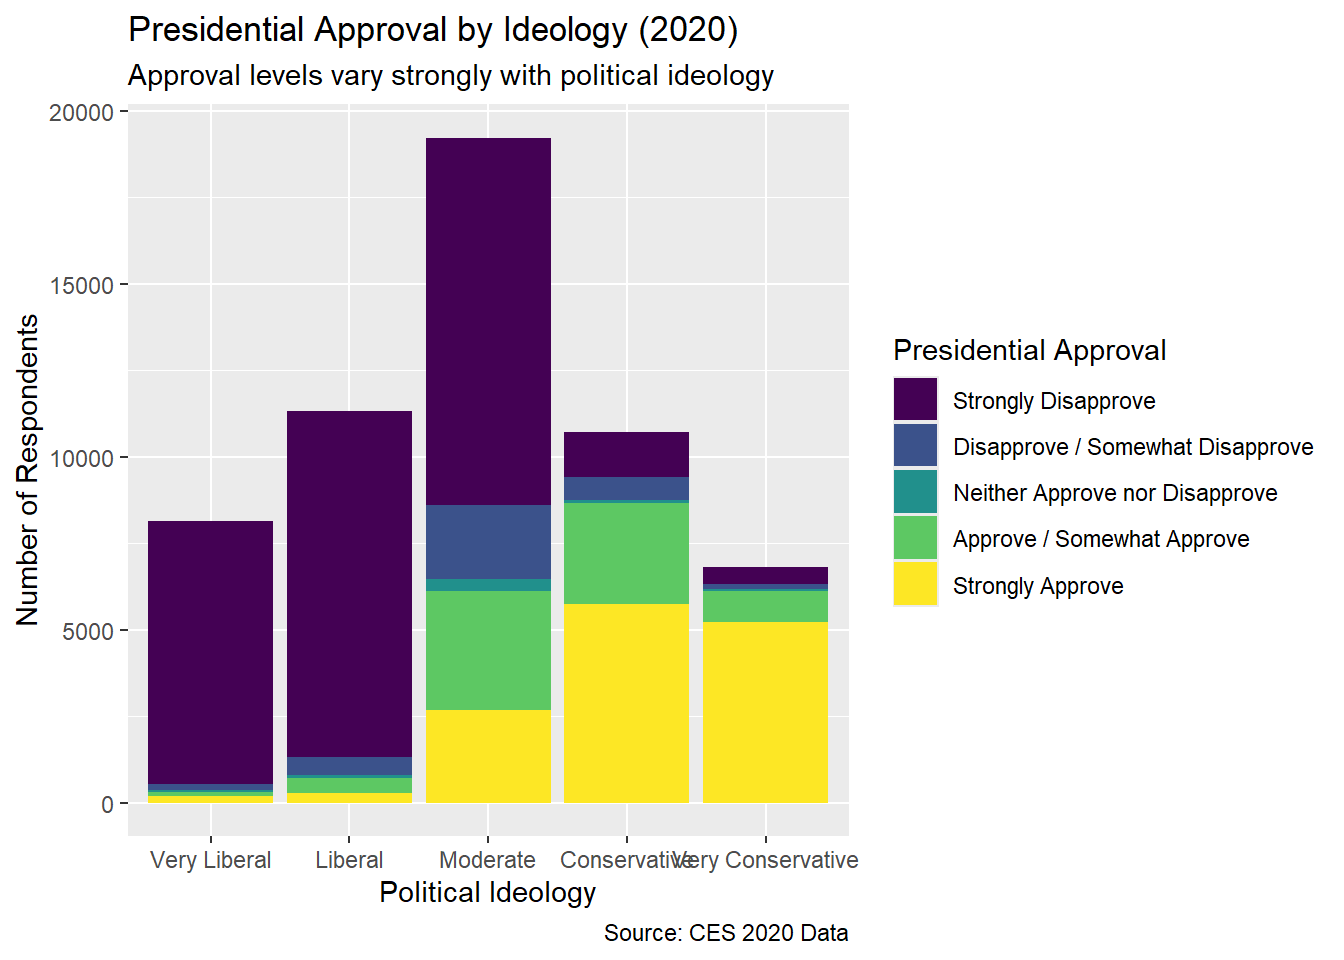 Presidential Approval by Ideology (2020)
Approval levels vary strongly with political ideology
20000
15000
10000
5000
0
Number of Respondents
Very Liberal
Liberal
Moderate
Conservative
Very Conservative
Political Ideology
Presidential Approval
Strongly Disapprove
Disapprove / Somewhat Disapprove
Neither Approve nor Disapprove
Approve / Somewhat Approve
Strongly Approve
Source: CES 2020 Data